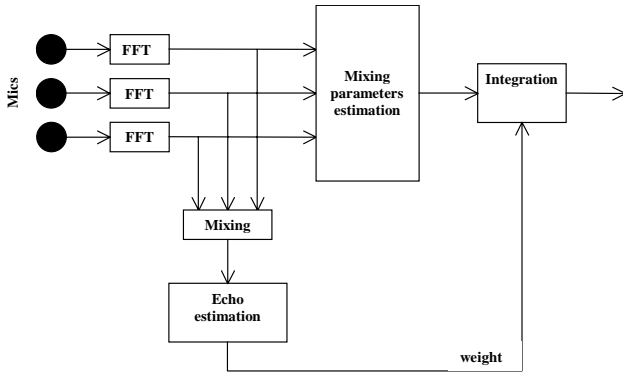 Mics
FFT
FFT
FFT
Mixing
parameters
estimation
Integration
Mixing
Echo
estimation
weight